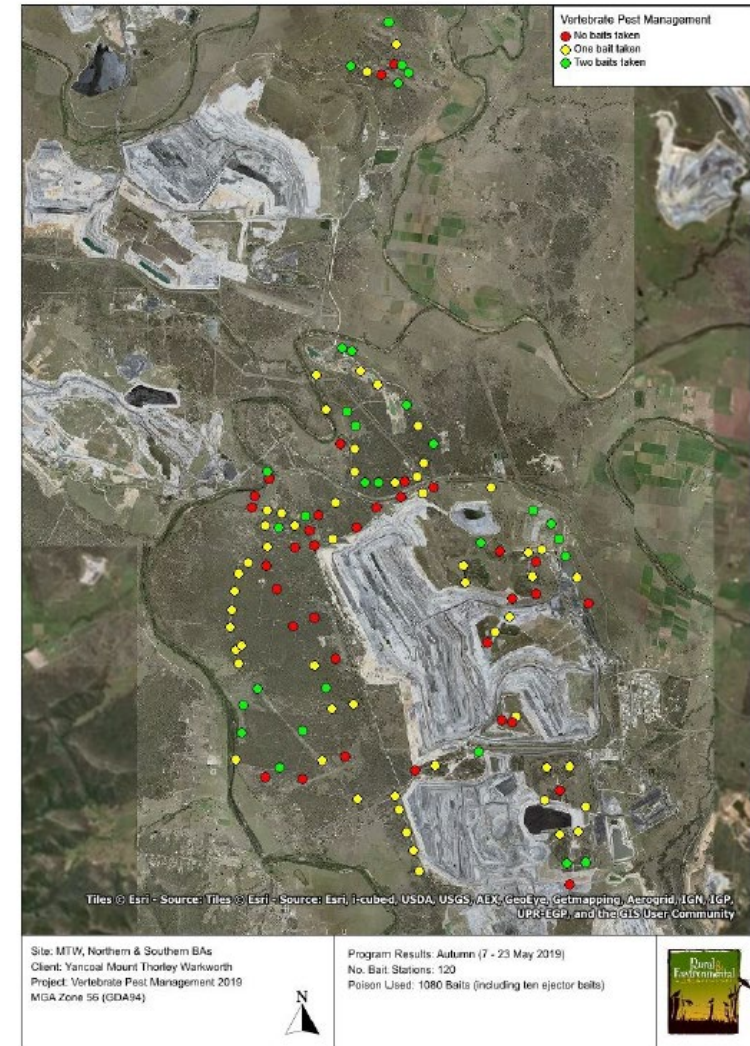 Vertebrate Pest Management
No baits taken
One bait taken
Two baits taken
Tiles © Esri - Source: Tiles © Esri - Source: Esri, i-cubed, USDA, USGS, AEX, GeoEye, Getmapping, Aerogrid, IGN, IGP,
UPR-EGP, and the GIS User Community
Site: MTW, Northern & Southern BAs
Client: Yancoal Mount Thorley Warkworth
Project: Vertebrate Pest Management 2019
MGA Zone 56 (GDA94)
N
Program Results: Autumn (7 - 23 May 2019)
No. Bait Stations: 120
Poison Used: 1080 Baits (including ten ejector baits)
Rural &
Environmental